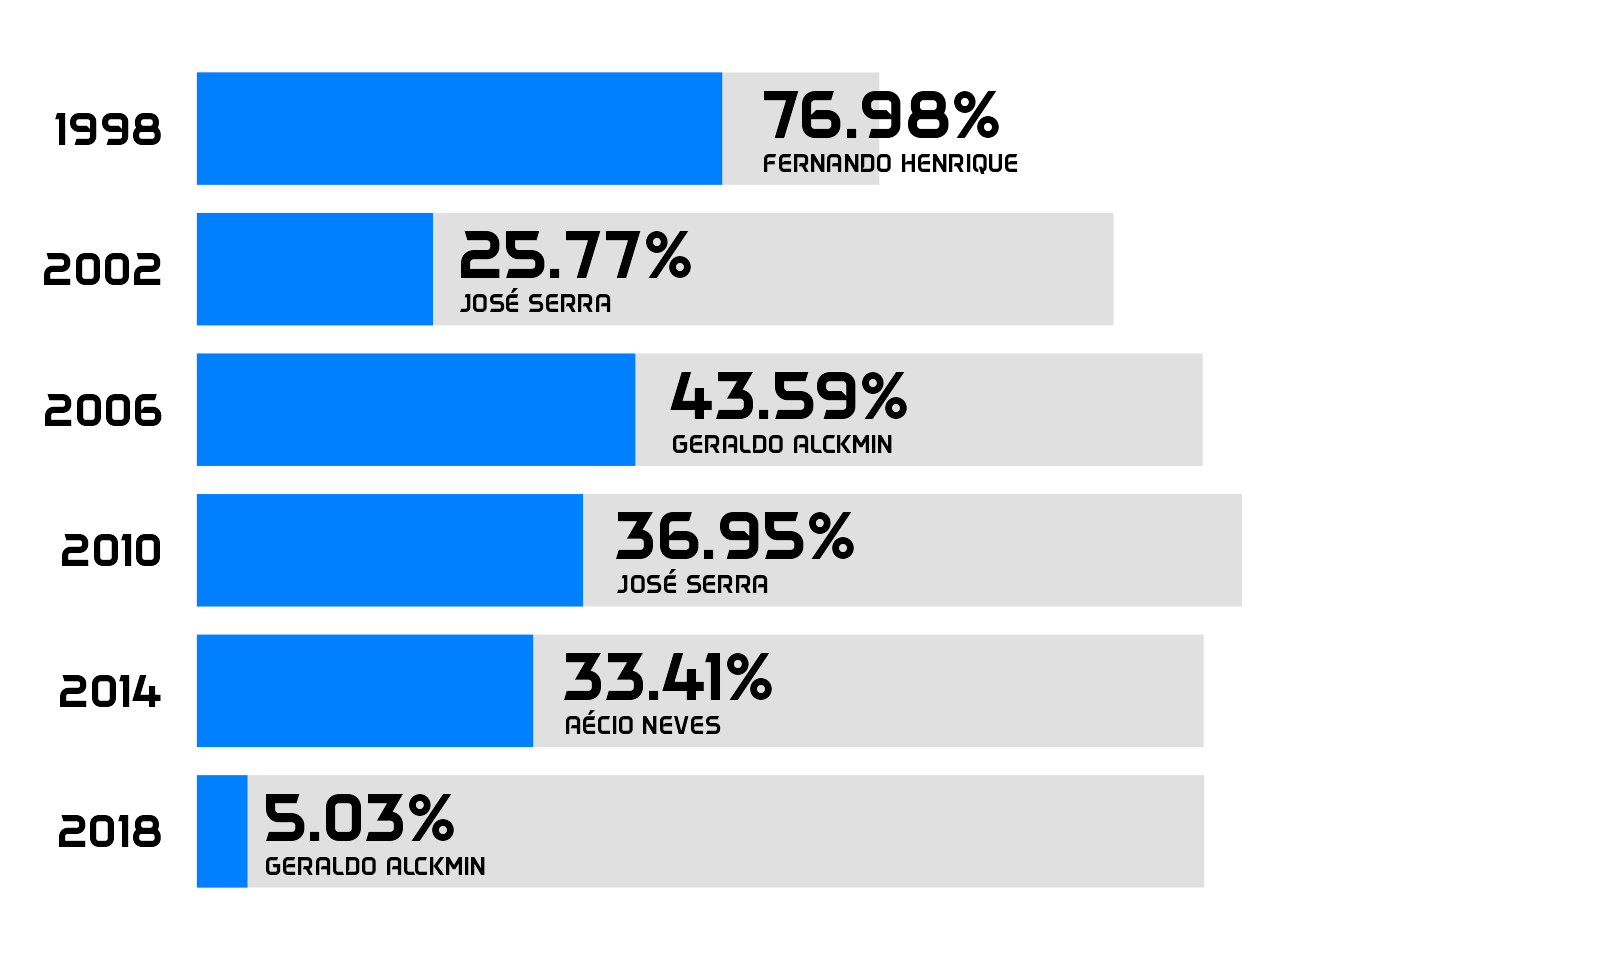 1998
76.98%
FERNANDO HENRIQUE
2002
25.77%
JOSÉ SERRA
2006
43.59%
GERALDO ALCKMIN
2010
36.95%
JOSÉ SERRA
2014
33.41%
AÉCIO NEVES
2018
5.03%
GERALDO ALCKMIN